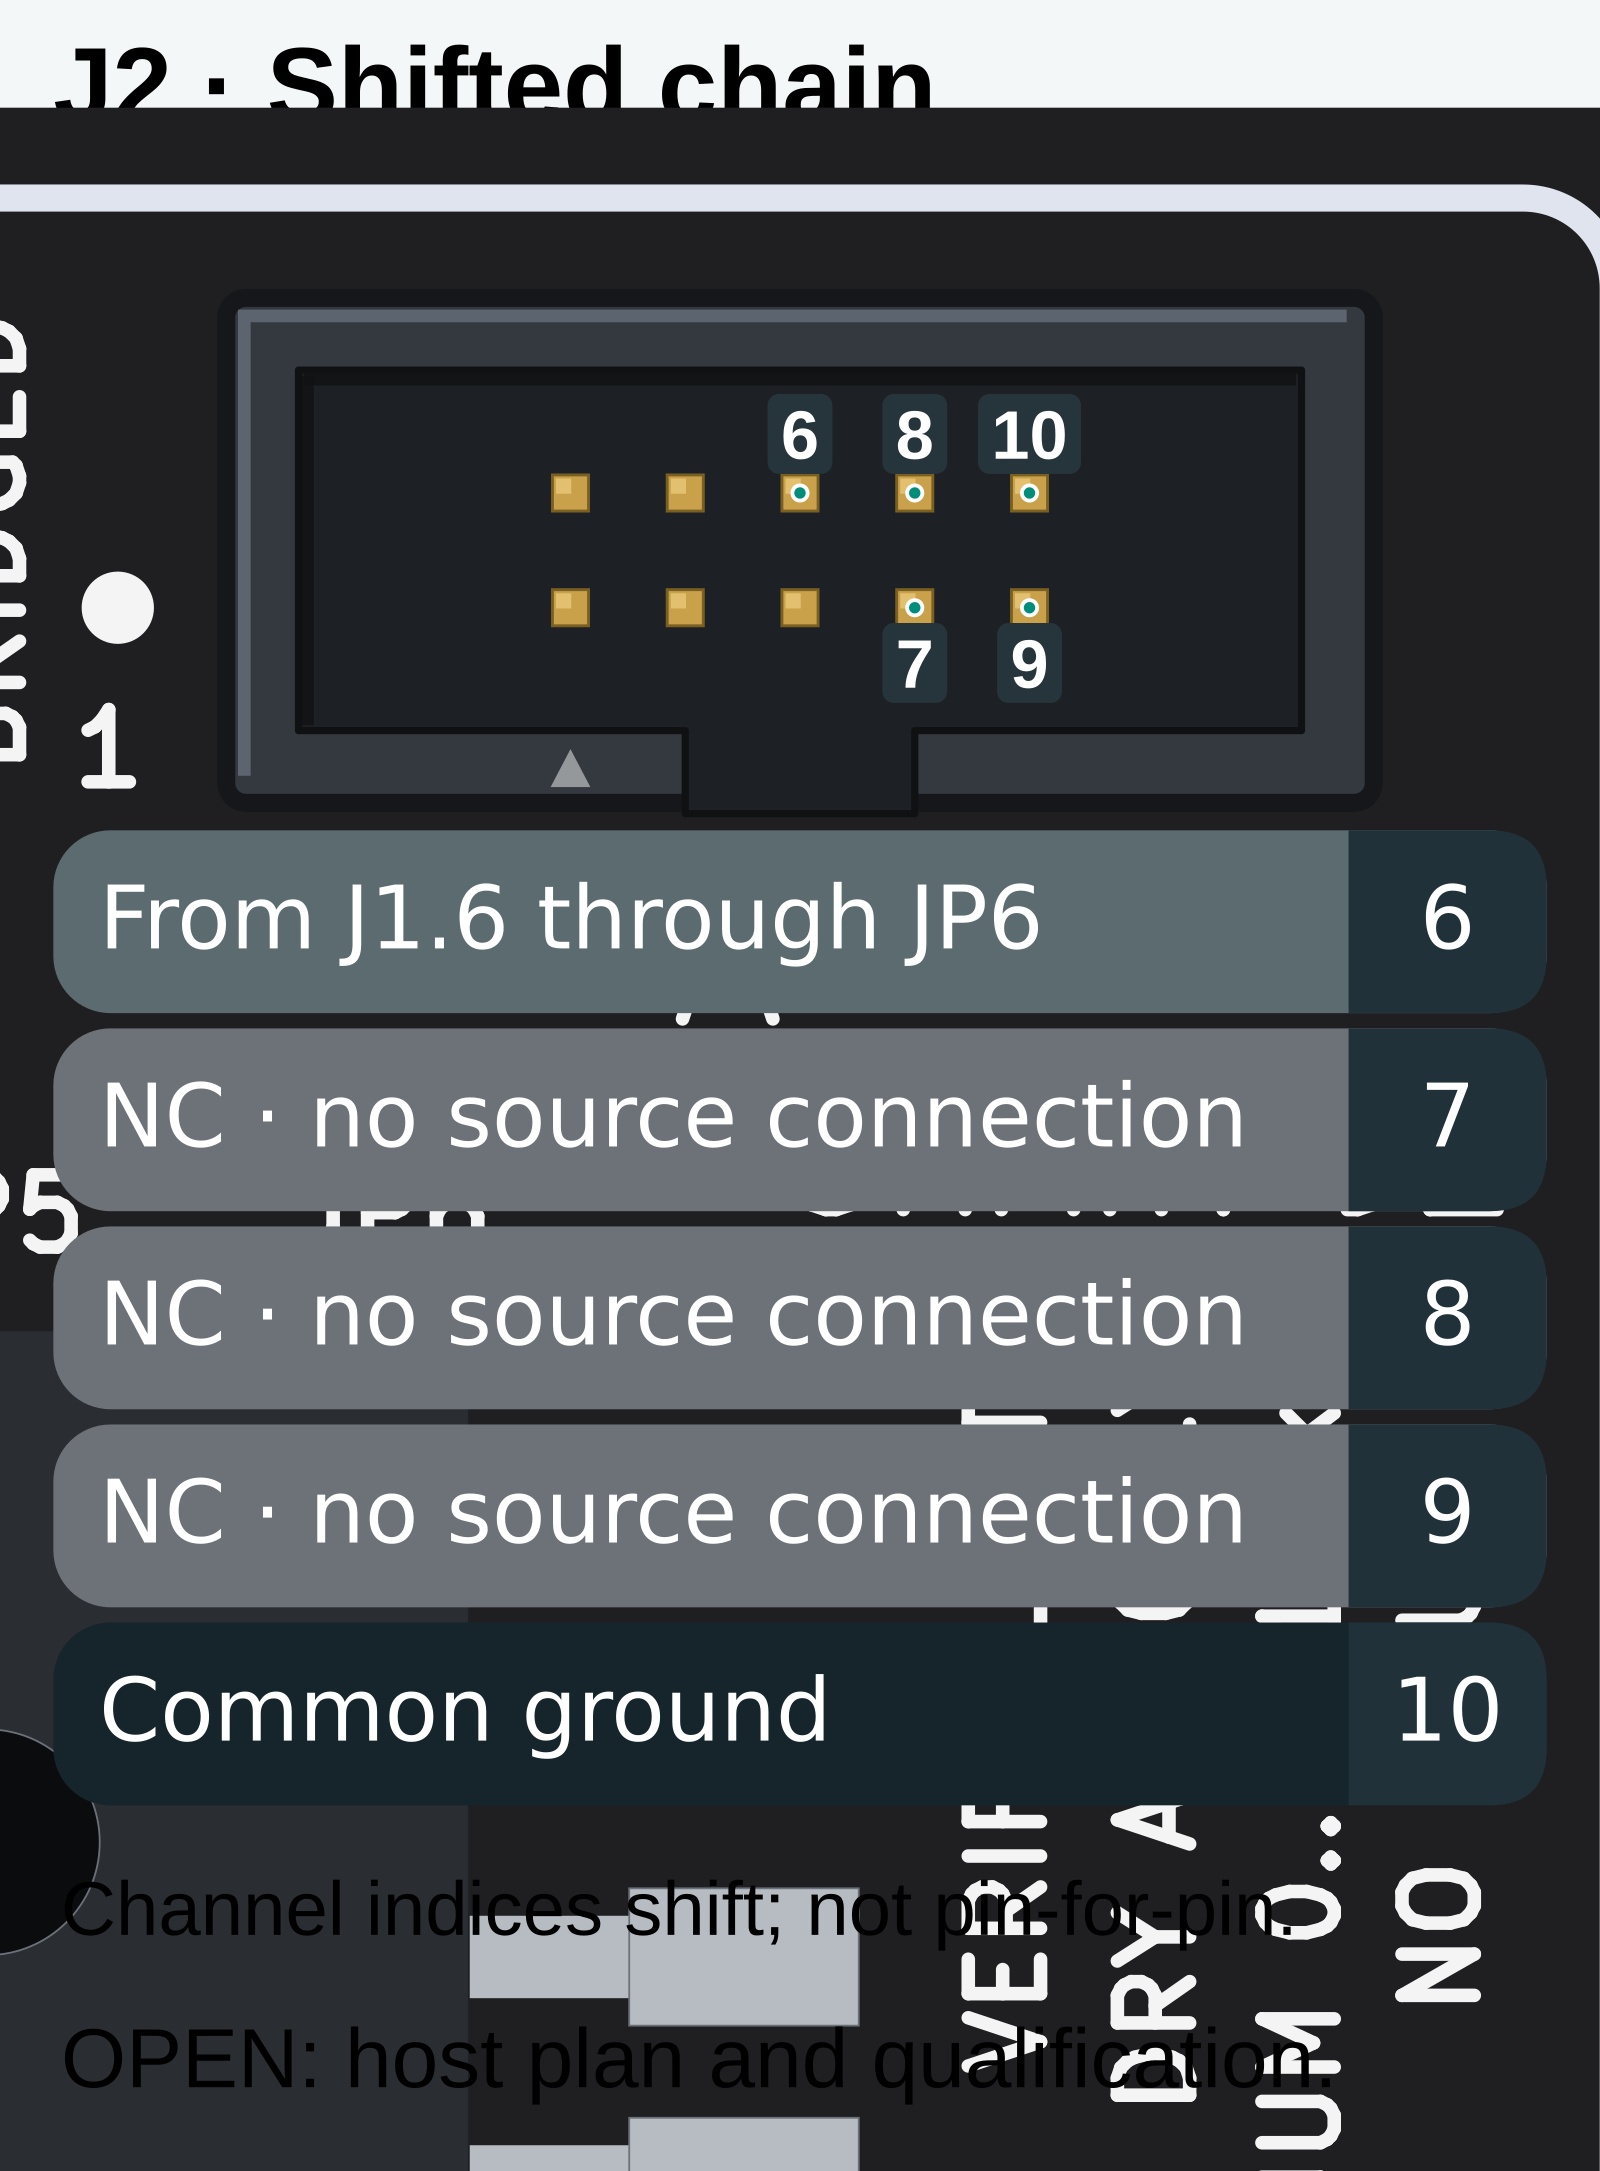 J2 · Shifted chain
6 8 10
7 9
1
From J1.6 through JP6 6
NC · no source connection 7
NC · no source connection 8
NC · no source connection 9
Common ground 10
Channel indices shift; not pin-for-pin.
OPEN: host plan and qualification.
NO